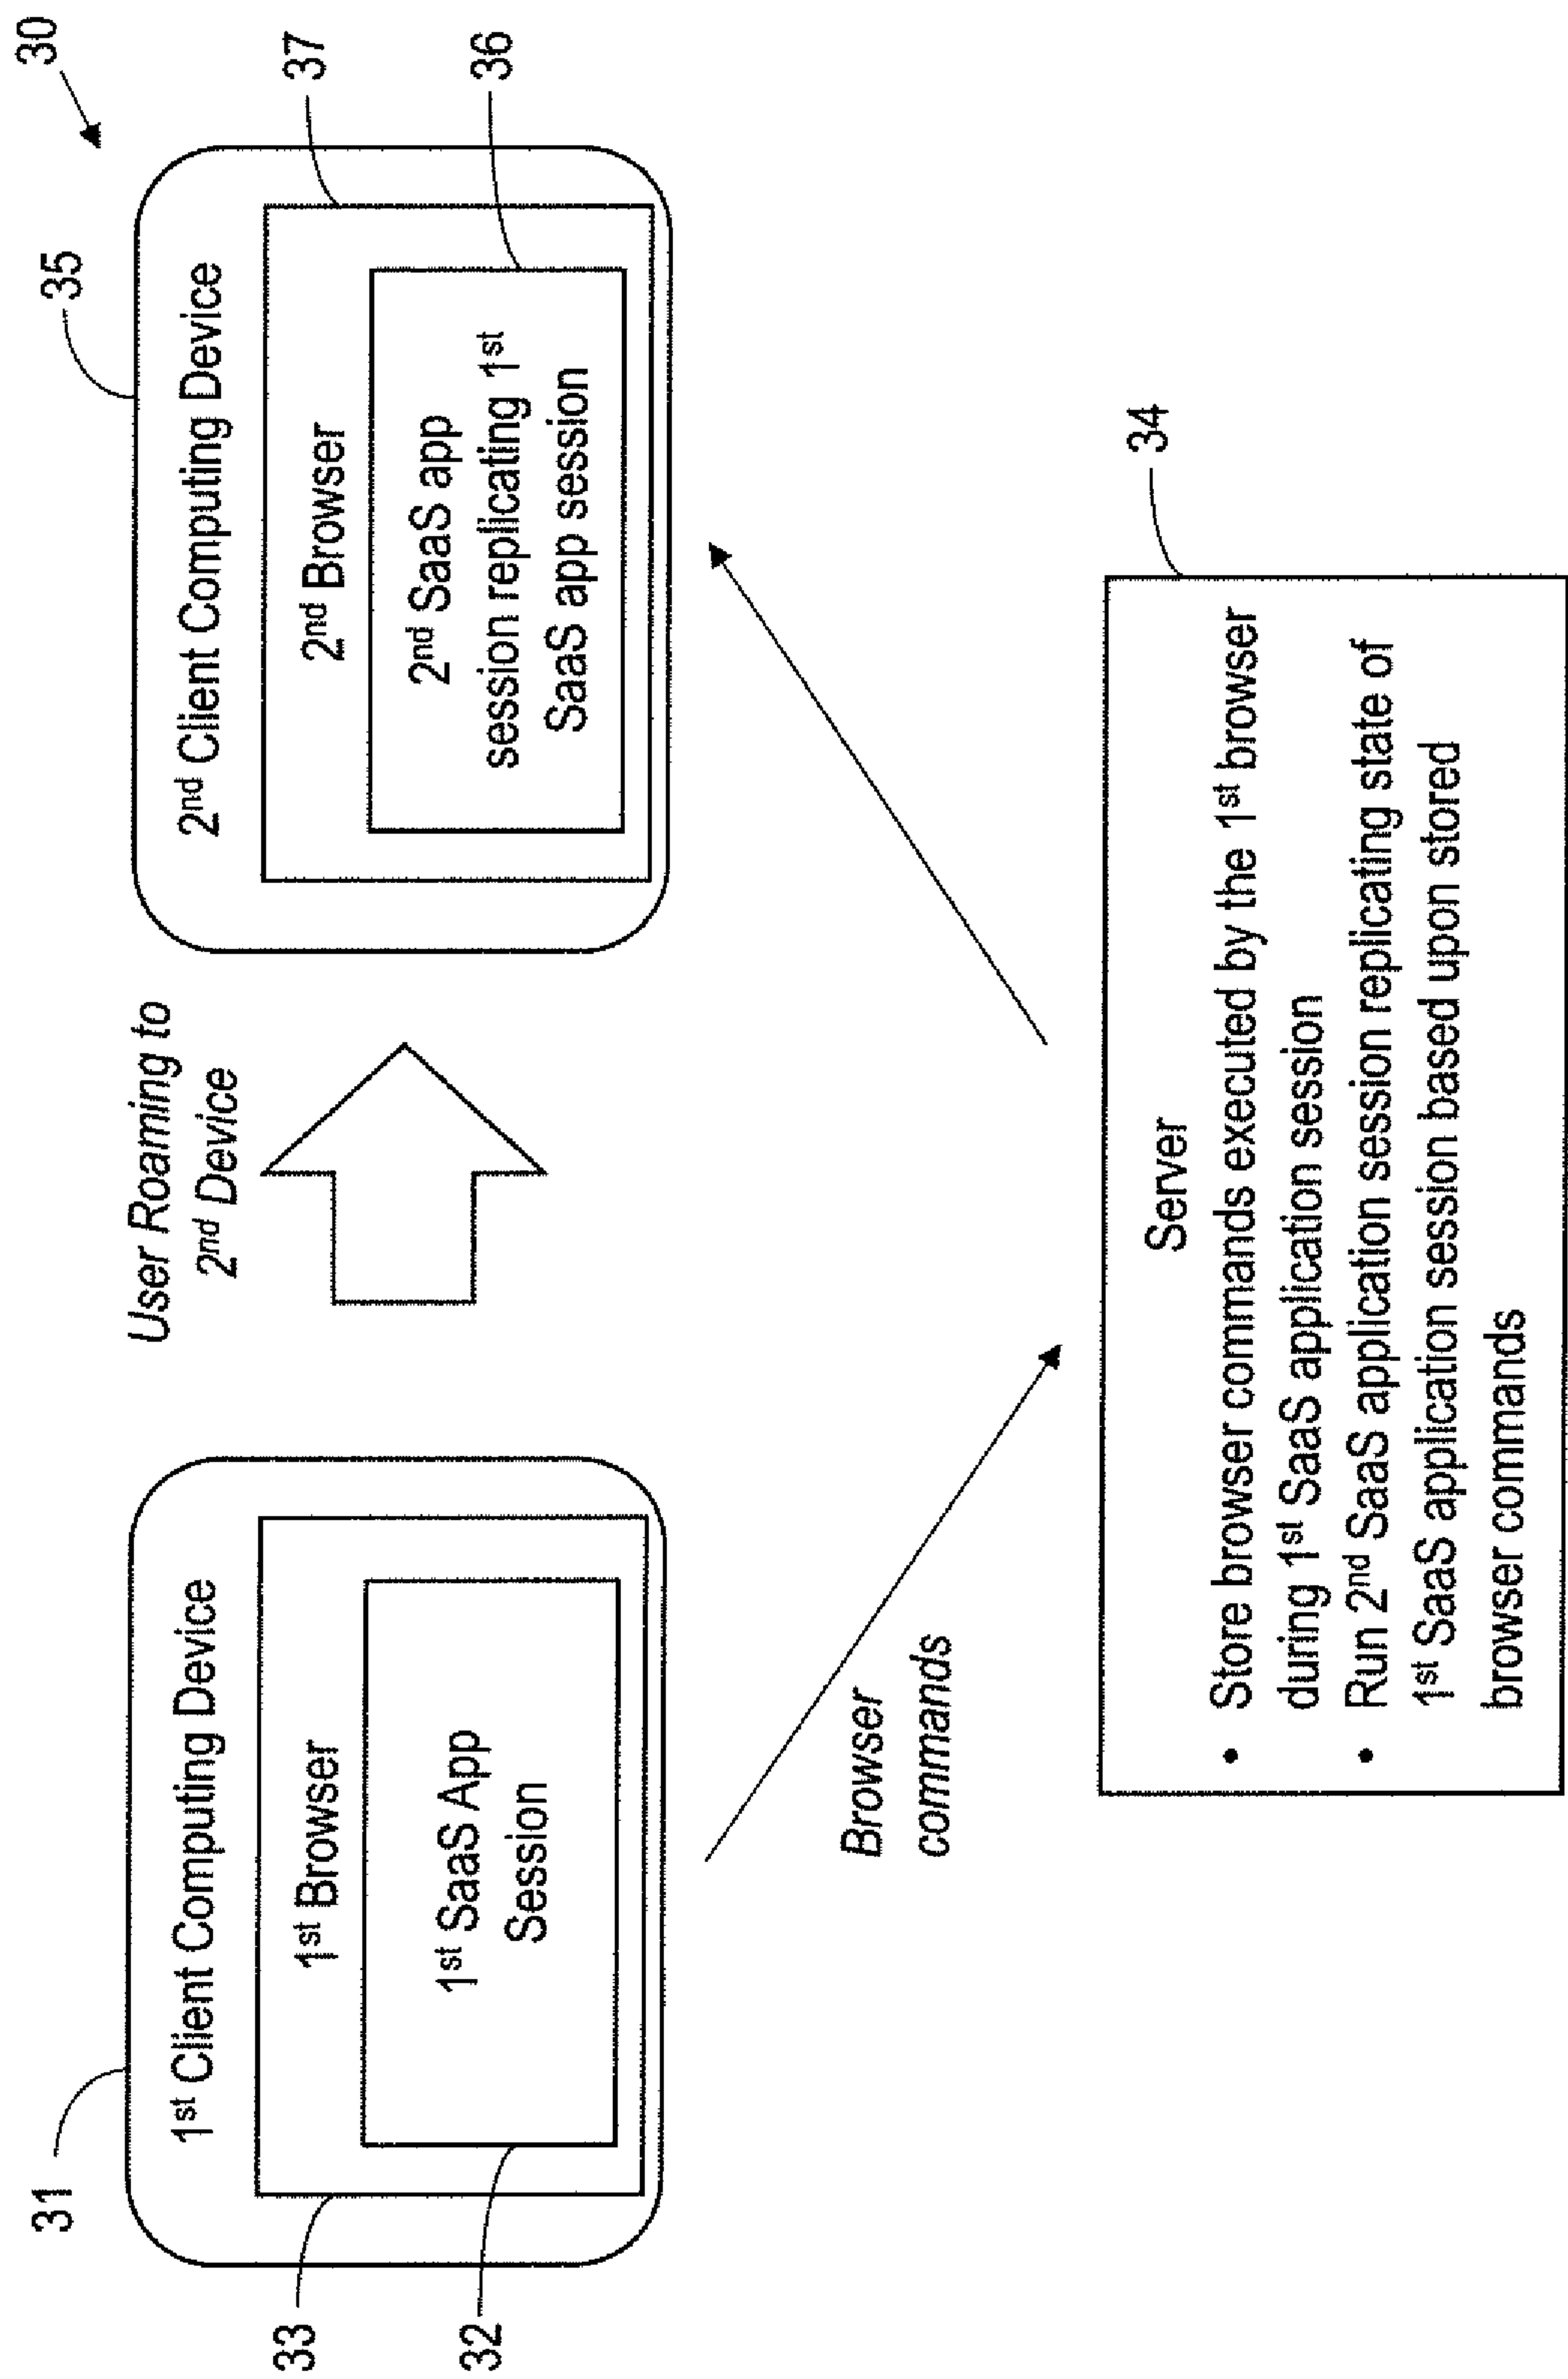 30
31
1st Client Computing Device
33
1st Browser
32
1st SaaS App
Session
User Roaming to
2nd Device
35
2nd Client Computing Device
37
2nd Browser
36
2nd SaaS app
session replicating 1st
SaaS app session
Browser
commands
34
Server
• Store browser commands executed by the 1st browser
during 1st SaaS application session
• Run 2nd SaaS application session replicating state of
1st SaaS application session based upon stored
browser commands